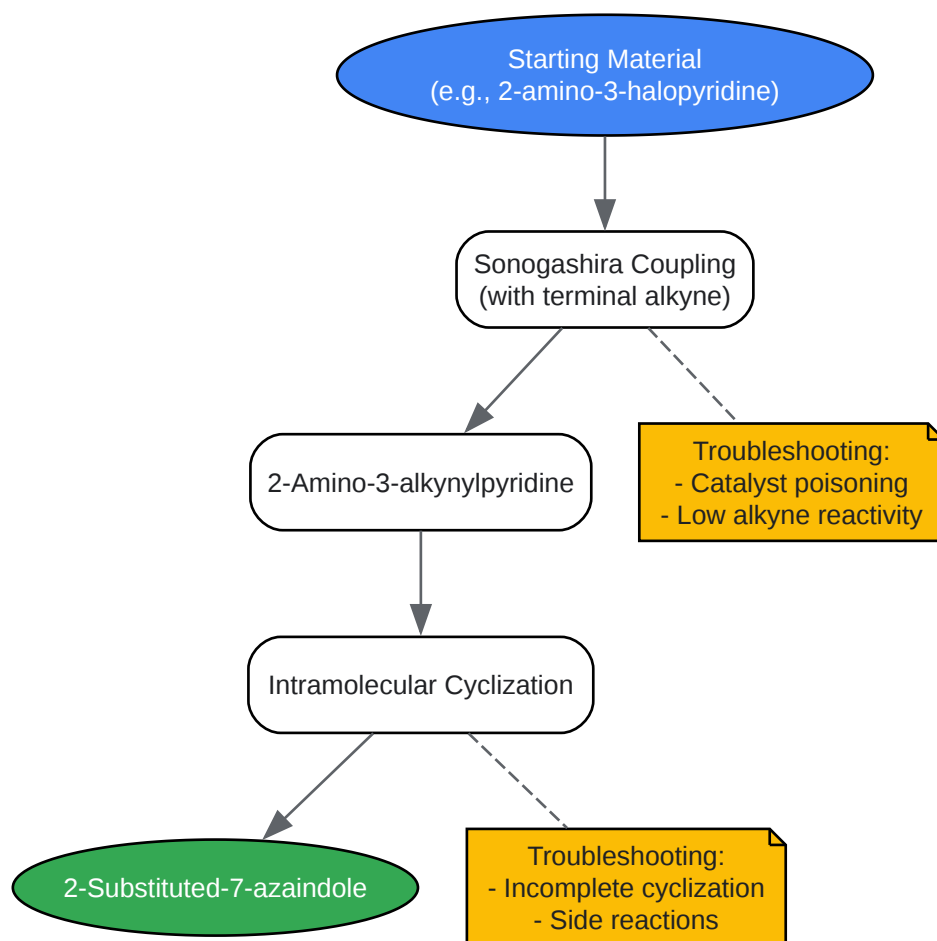 Starting Material
(e.g., 2-amino-3-halopyridine)
Sonogashira Coupling
(with terminal alkyne)
2-Amino-3-alkynylpyridine
Troubleshooting:
- Catalyst poisoning
- Low alkyne reactivity
Intramolecular Cyclization
2-Substituted-7-azaindole
Troubleshooting:
- Incomplete cyclization
- Side reactions